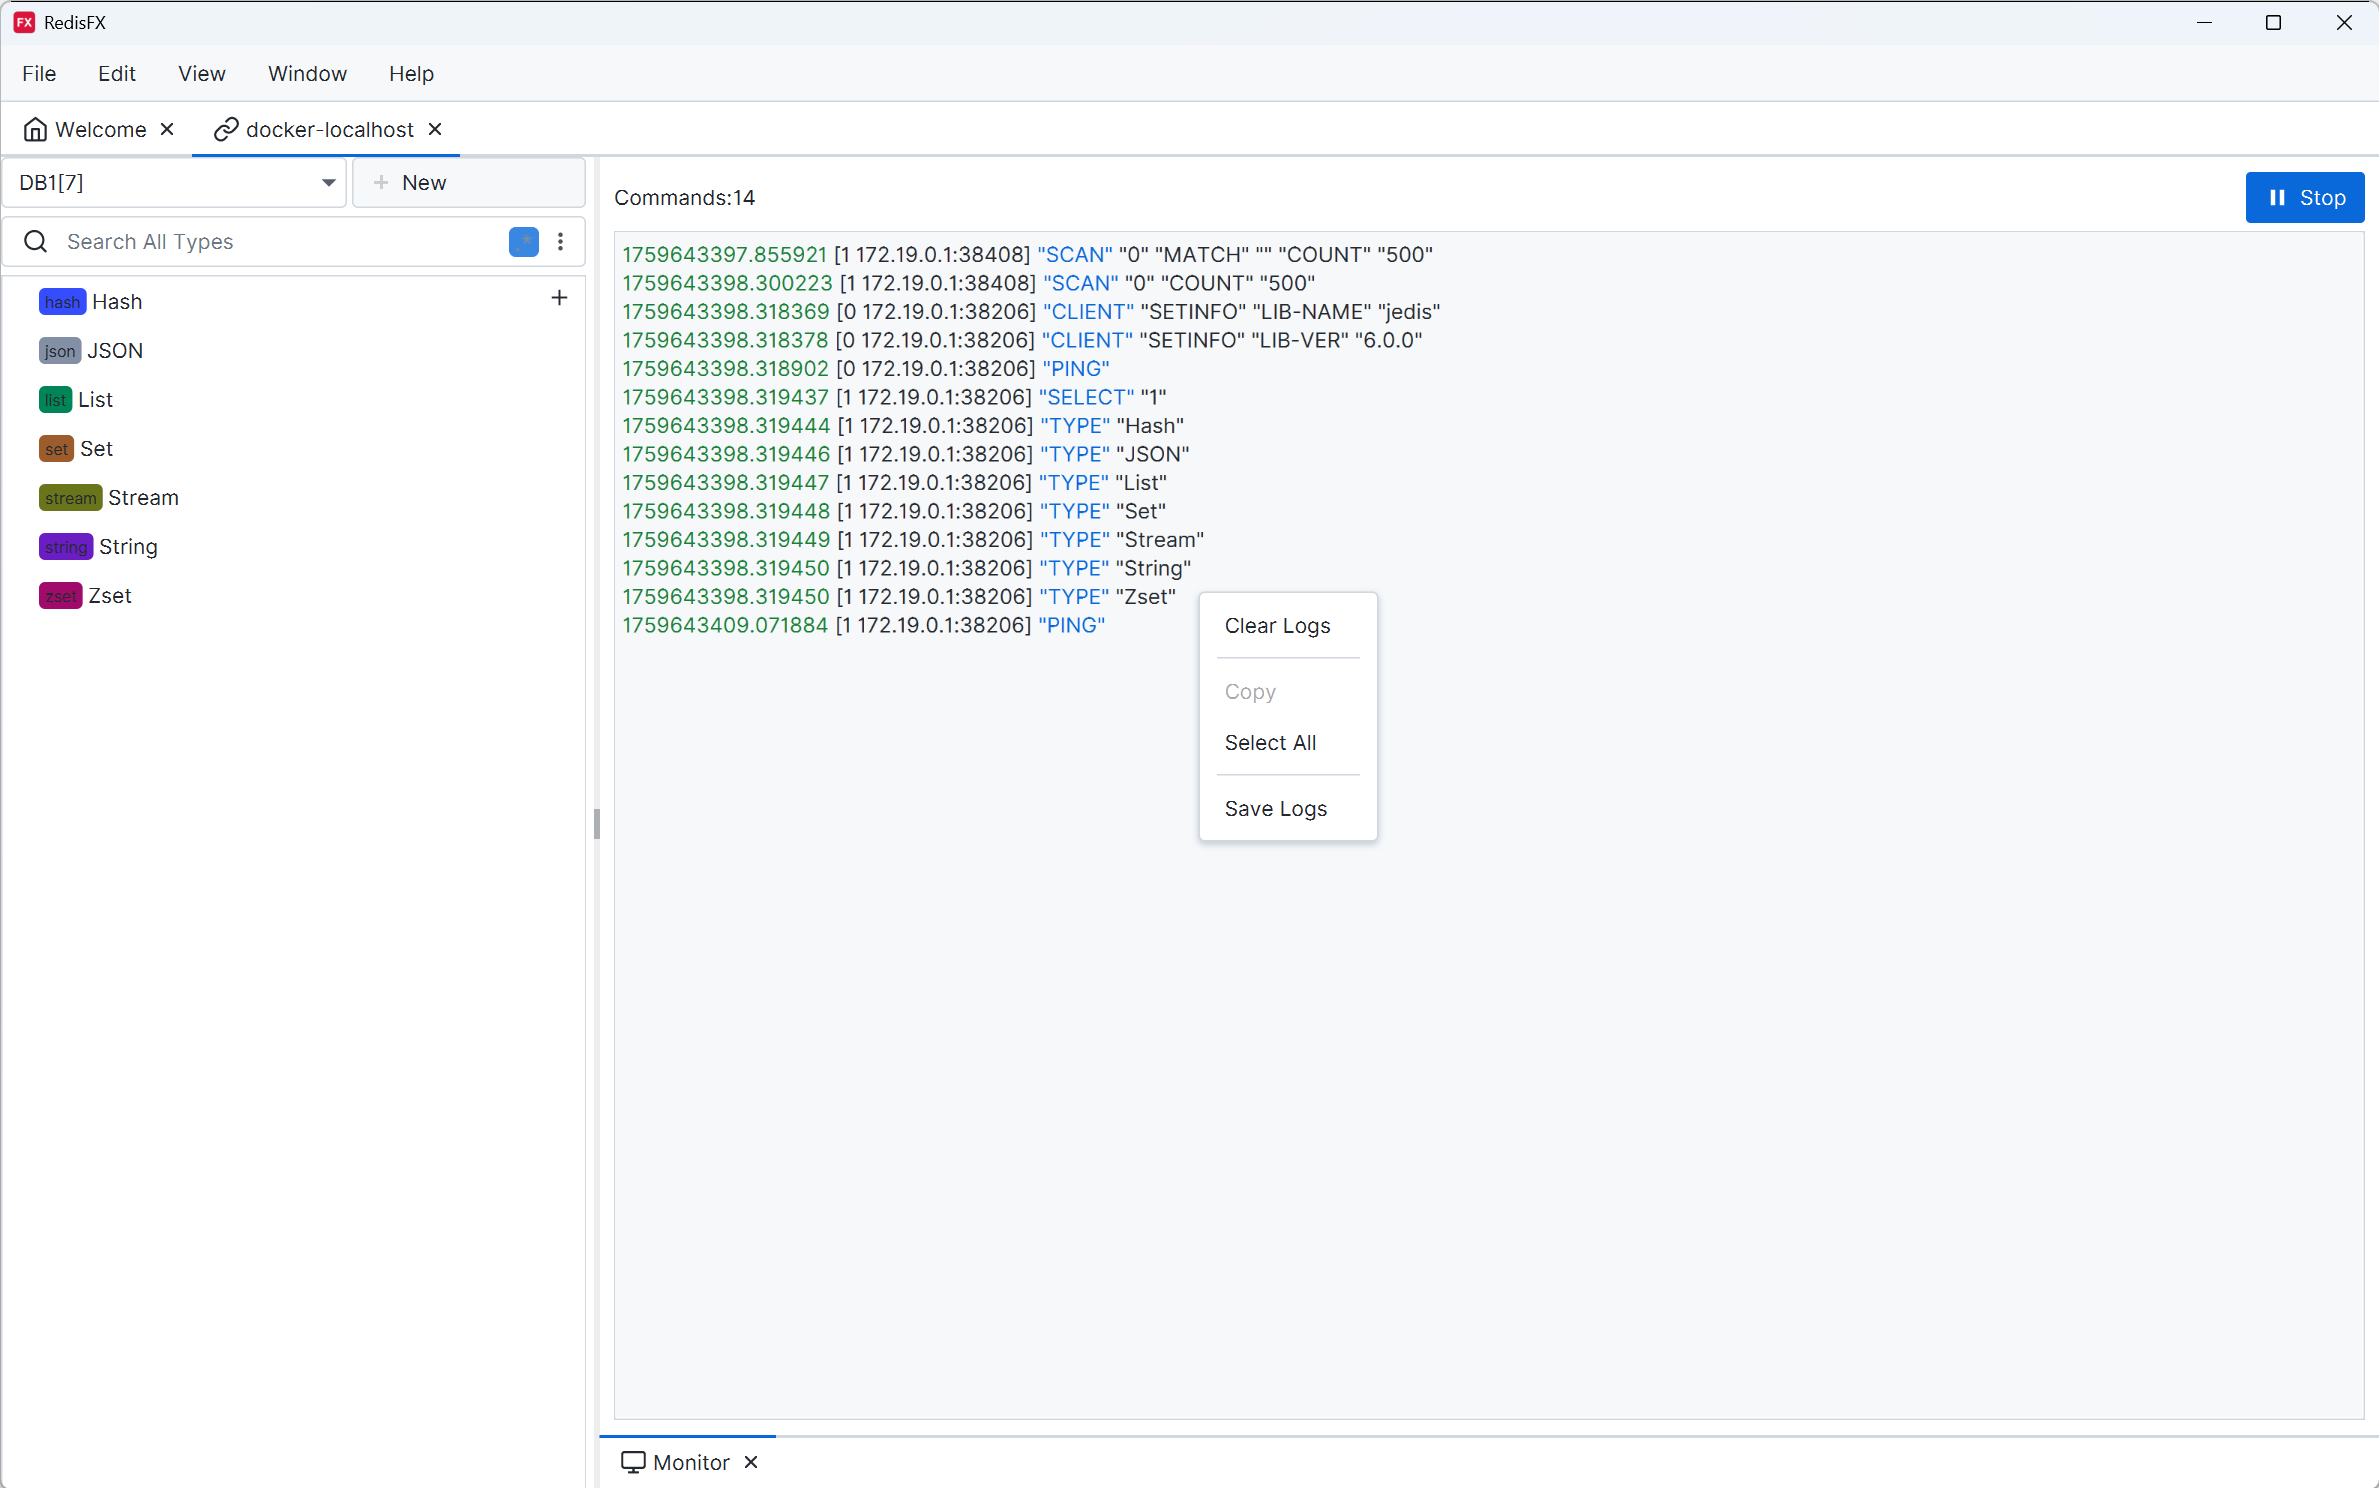 FX RedisFX
File Edit View Window Help
Welcome docker-localhost
DB1[7] New
Search All Types .*
hash Hash
json JSON
list List
set Set
stream Stream
string String
zset Zset
Commands:14 Stop
1759643397.855921 [1 172.19.0.1:38408] "SCAN" "0" "MATCH" "" "COUNT" "500"
1759643398.300223 [1 172.19.0.1:38408] "SCAN" "0" "COUNT" "500"
1759643398.318369 [0 172.19.0.1:38206] "CLIENT" "SETINFO" "LIB-NAME" "jedis"
1759643398.318378 [0 172.19.0.1:38206] "CLIENT" "SETINFO" "LIB-VER" "6.0.0"
1759643398.318902 [0 172.19.0.1:38206] "PING"
1759643398.319437 [1 172.19.0.1:38206] "SELECT" "1"
1759643398.319444 [1 172.19.0.1:38206] "TYPE" "Hash"
1759643398.319446 [1 172.19.0.1:38206] "TYPE" "JSON"
1759643398.319447 [1 172.19.0.1:38206] "TYPE" "List"
1759643398.319448 [1 172.19.0.1:38206] "TYPE" "Set"
1759643398.319449 [1 172.19.0.1:38206] "TYPE" "Stream"
1759643398.319450 [1 172.19.0.1:38206] "TYPE" "String"
1759643398.319450 [1 172.19.0.1:38206] "TYPE" "Zset"
1759643409.071884 [1 172.19.0.1:38206] "PING"
Clear Logs
Copy
Select All
Save Logs
Monitor